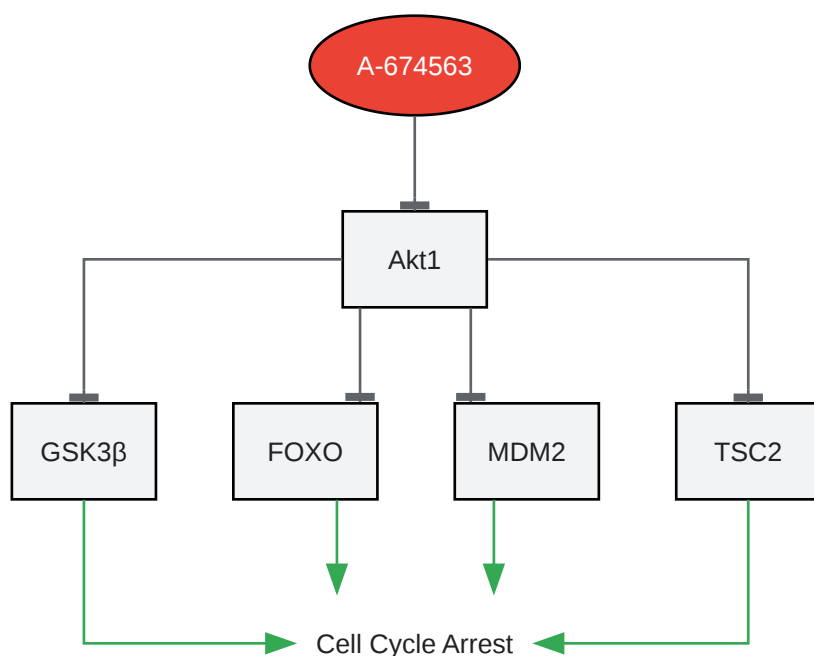 A-674563
Akt1
GSK3β
FOXO
MDM2
TSC2
Cell Cycle Arrest